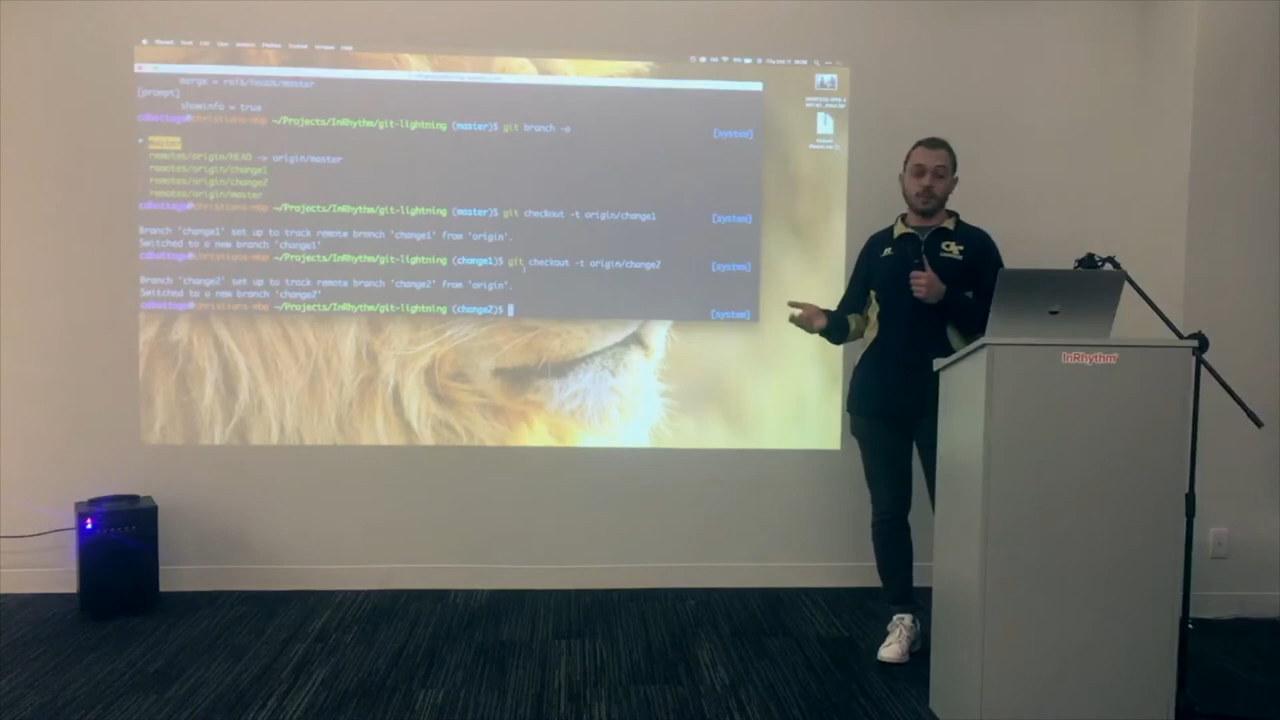 merge = refs/heads/master
[prompt]
showinfo = true
~/Projects/InRhythm/git-lightning (master)$ git branch -a
[system]
* master
remotes/origin/HEAD -> origin/master
remotes/origin/change1
remotes/origin/change2
remotes/origin/master
~/Projects/InRhythm/git-lightning (master)$ git checkout -t origin/change1
[system]
Branch 'change1' set up to track remote branch 'change1' from 'origin'.
Switched to a new branch 'change1'
~/Projects/InRhythm/git-lightning (change1)$ git checkout -t origin/change2
[system]
Branch 'change2' set up to track remote branch 'change2' from 'origin'.
Switched to a new branch 'change2'
~/Projects/InRhythm/git-lightning (change2)$
[system]
GT
InRhythm